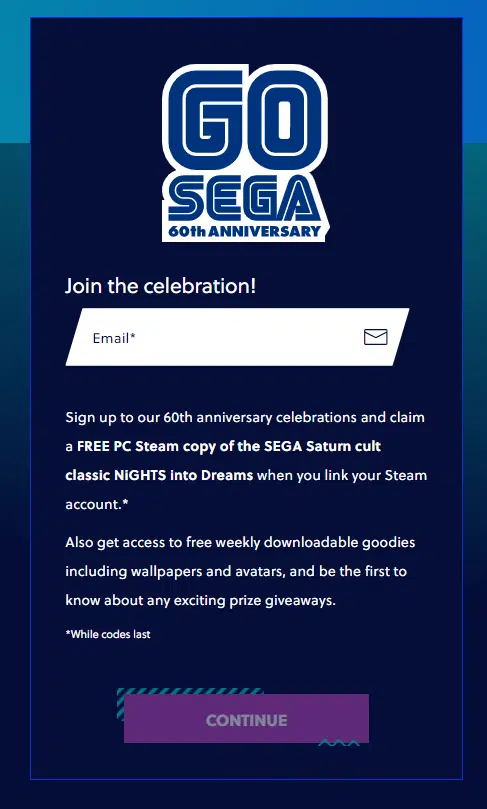 GO
SEGA
60th ANNIVERSARY
Join the celebration!
Email*
Sign up to our 60th anniversary celebrations and claim
a FREE PC Steam copy of the SEGA Saturn cult
classic NiGHTS into Dreams when you link your Steam
account.*
Also get access to free weekly downloadable goodies
including wallpapers and avatars, and be the first to
know about any exciting prize giveaways.
*While codes last
CONTINUE